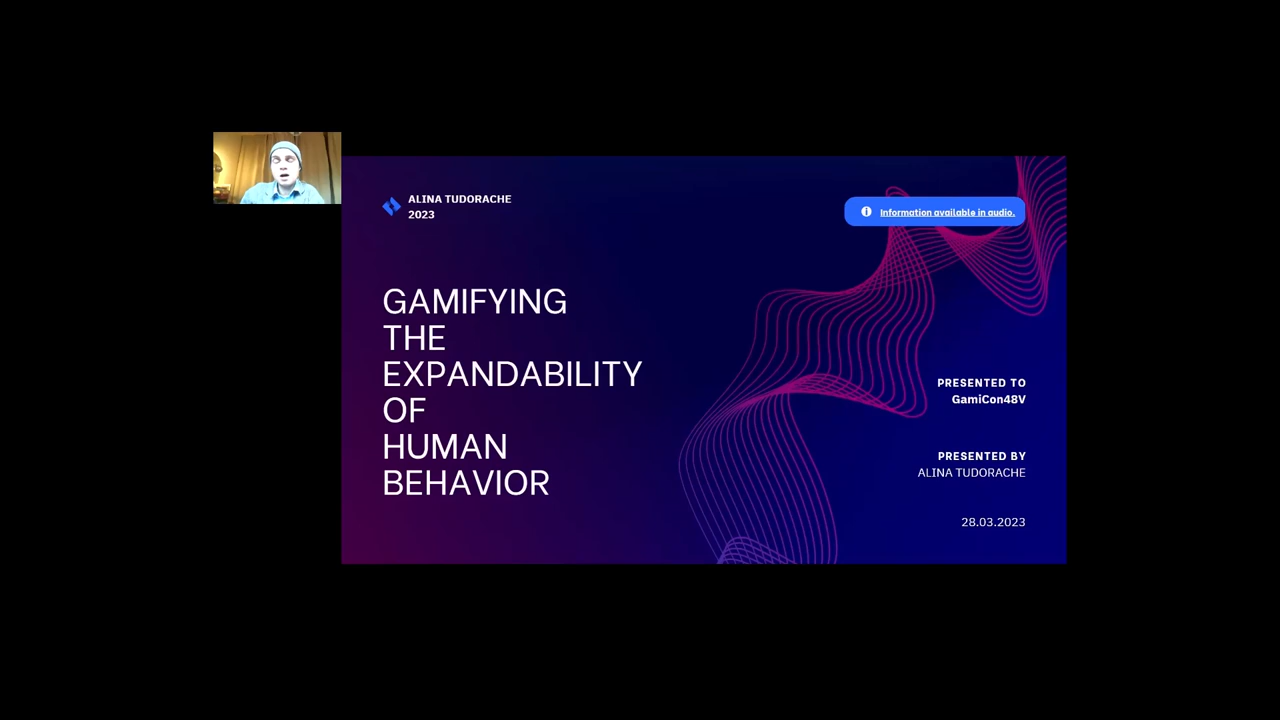 ALINA TUDORACHE
2023
Information available in audio.
GAMIFYING
THE
EXPANDABILITY
OF
HUMAN
BEHAVIOR
PRESENTED TO
GamiCon48V
PRESENTED BY
ALINA TUDORACHE
28.03.2023